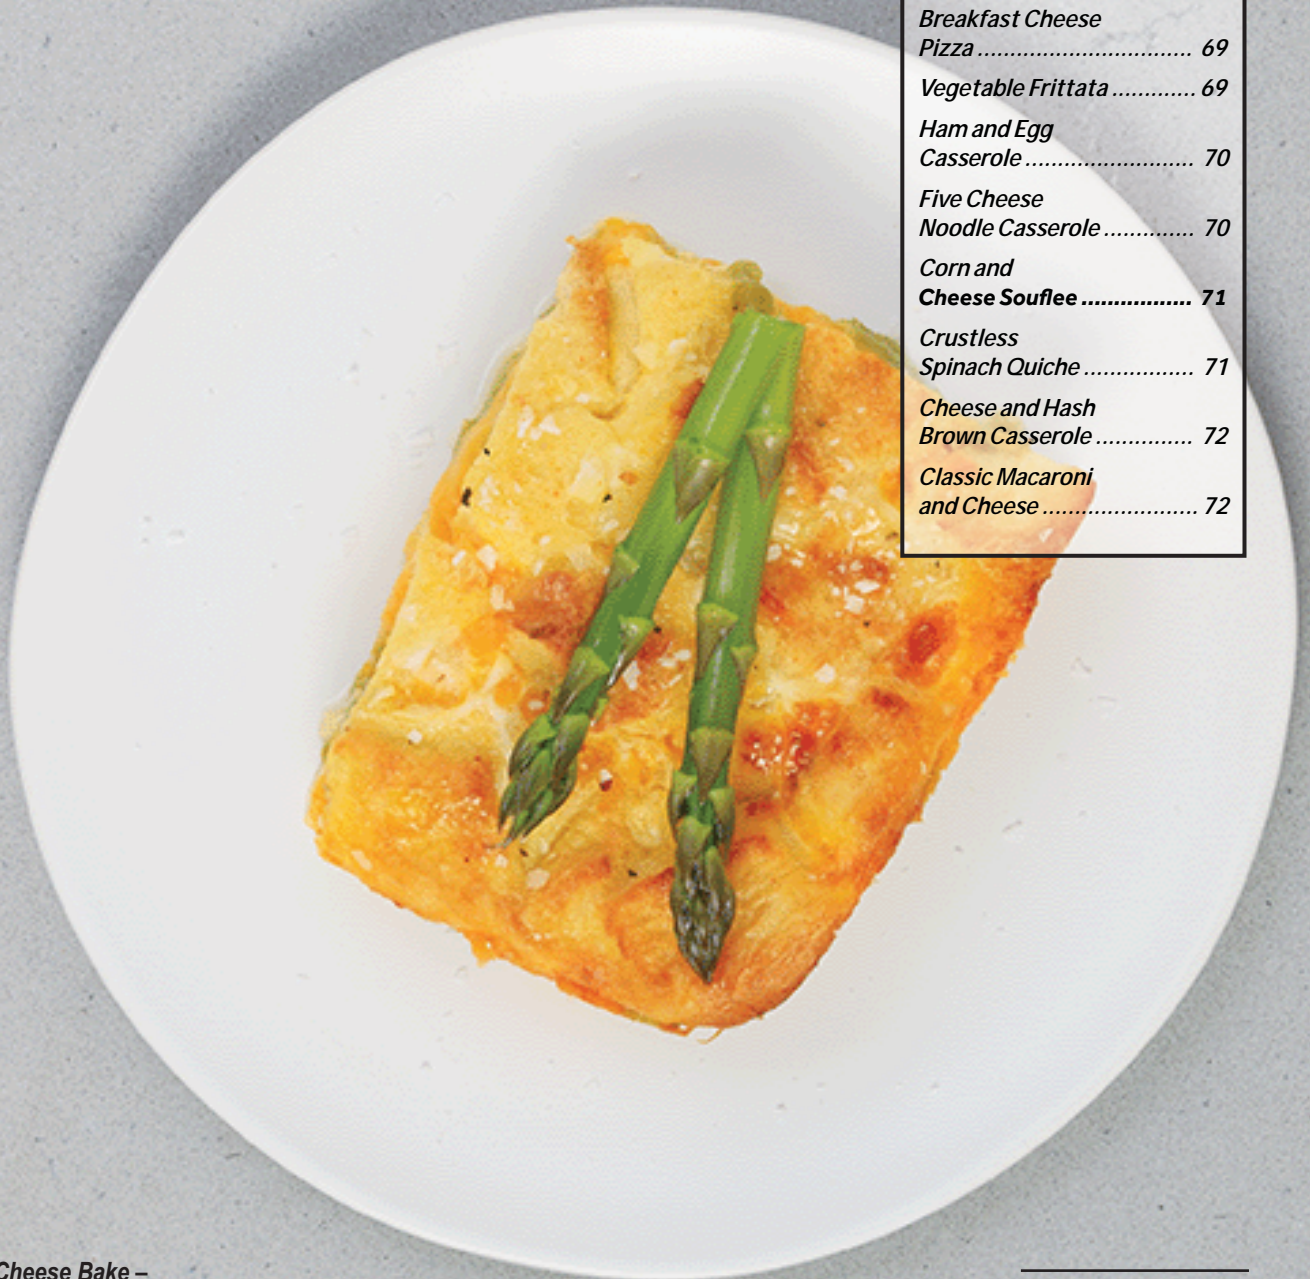 Breakfast Cheese
Pizza ................................ 69
Vegetable Frittata ............. 69
Ham and Egg
Casserole .......................... 70
Five Cheese
Noodle Casserole .............. 70
Corn and
Cheese Souflee ................. 71
Crustless
Spinach Quiche ................. 71
Cheese and Hash
Brown Casserole ............... 72
Classic Macaroni
and Cheese ....................... 72
Cheese Bake –